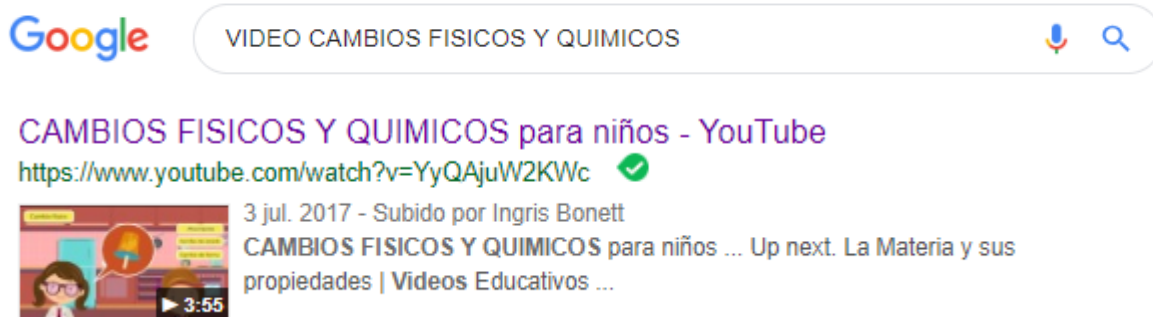 Google
VIDEO CAMBIOS FISICOS Y QUIMICOS
CAMBIOS FISICOS Y QUIMICOS para niños - YouTube
https://www.youtube.com/watch?v=YyQAjuW2KWc
3 jul. 2017 - Subido por Ingris Bonett
CAMBIOS FISICOS Y QUIMICOS para niños ... Up next. La Materia y sus
propiedades | Videos Educativos ...
3:55